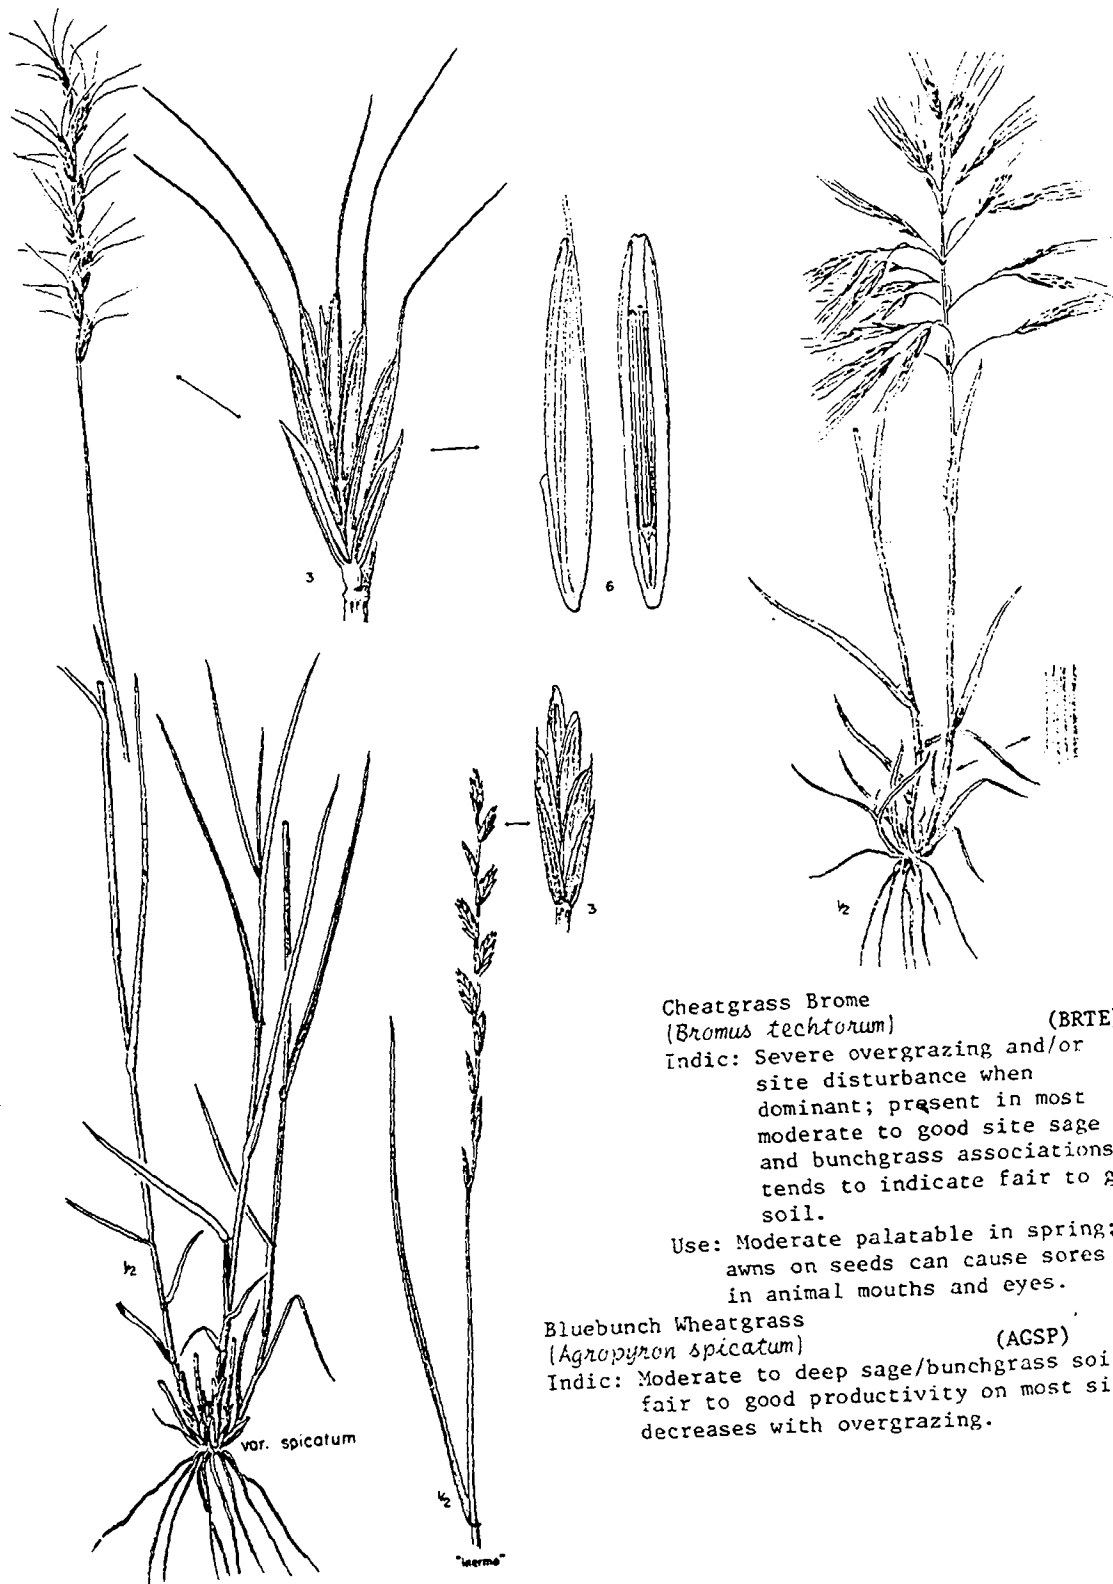 3
6
3
½
Cheatgrass Brome
(Bromus techtorum) (BRTE)
Indic: Severe overgrazing and/or
site disturbance when
dominant; present in most
moderate to good site sage
and bunchgrass associations
tends to indicate fair to g
soil.
Use: Moderate palatable in spring;
awns on seeds can cause sores
in animal mouths and eyes.
Bluebunch Wheatgrass
(Agropyron spicatum) (AGSP)
Indic: Moderate to deep sage/bunchgrass soi
fair to good productivity on most si
decreases with overgrazing.
½
var. spicatum
½
"inerme"